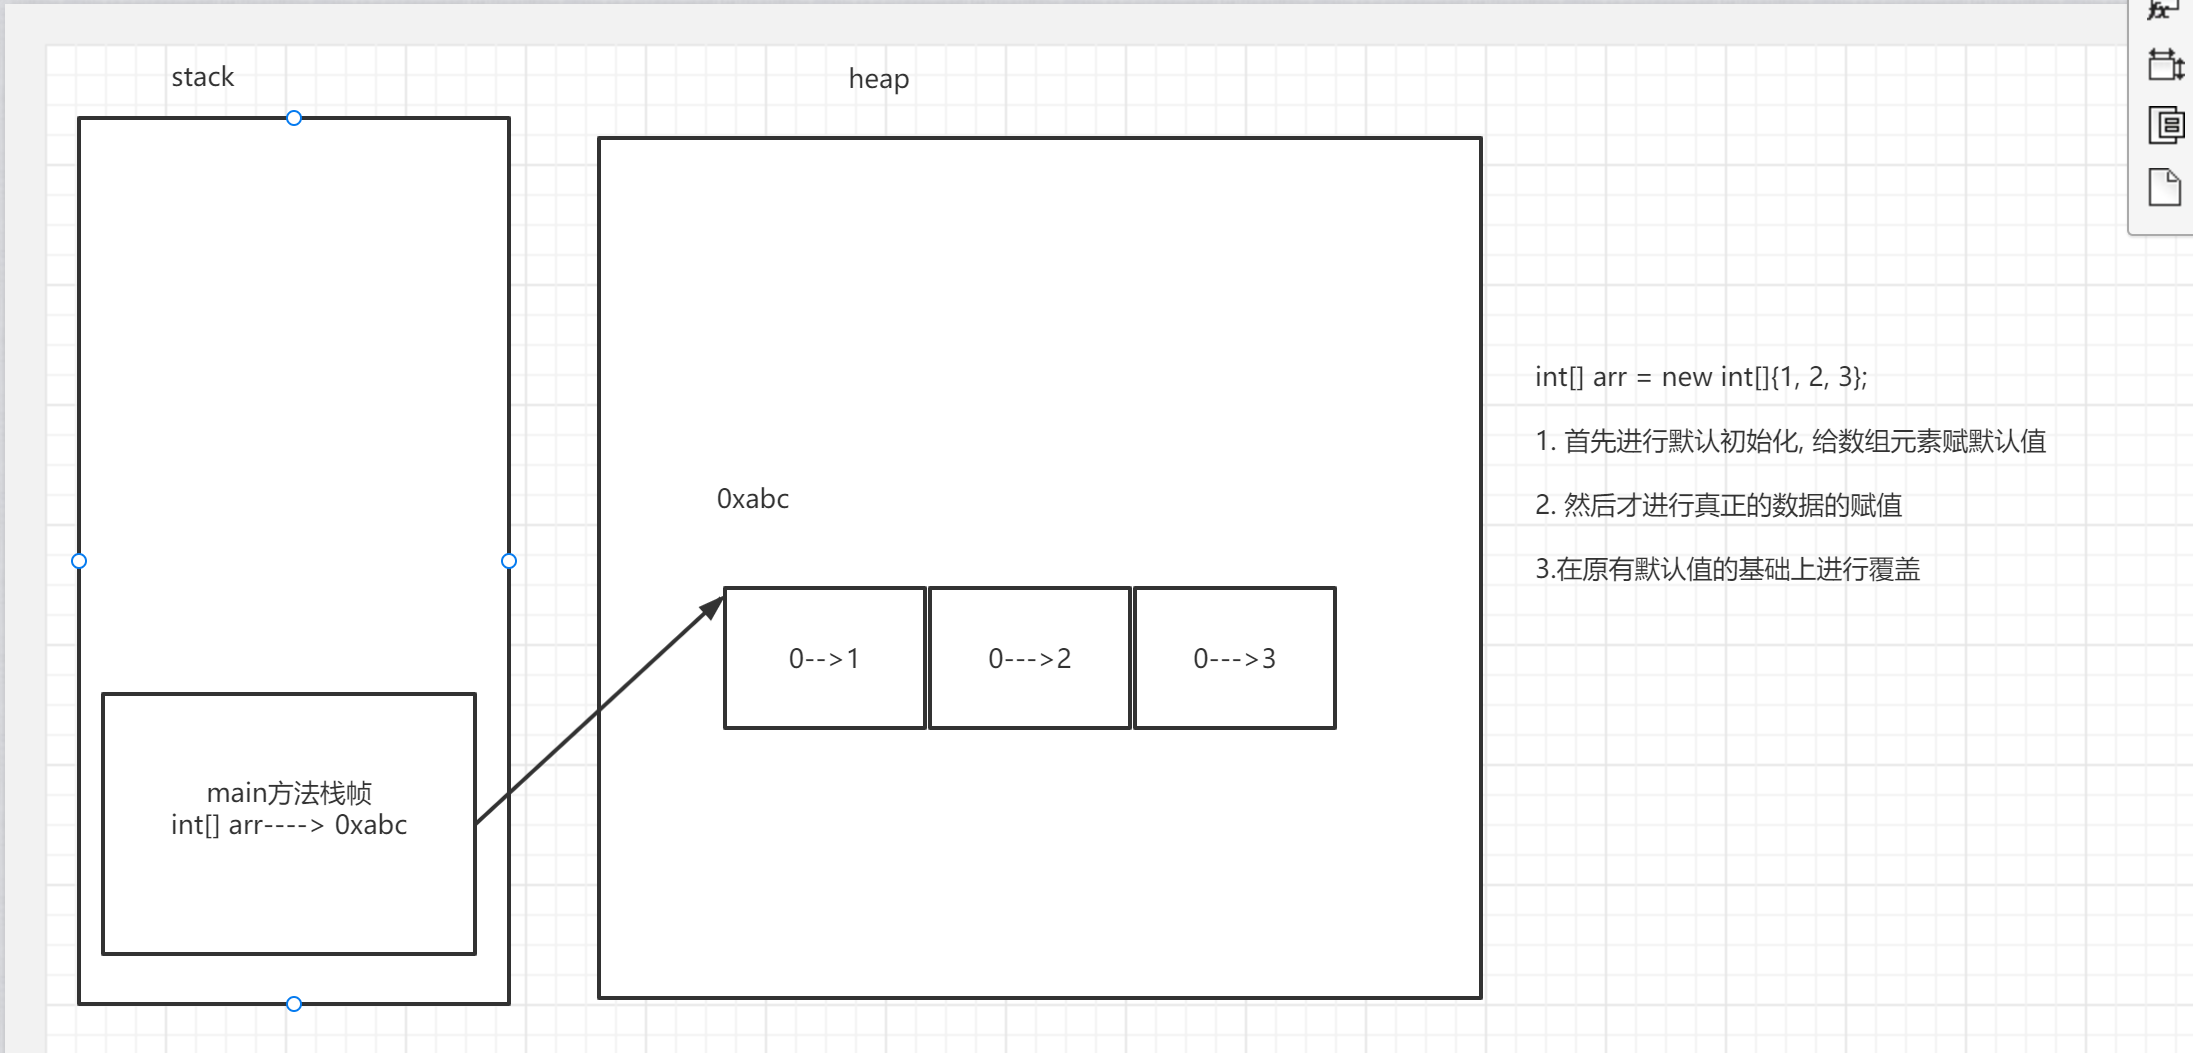 stack
heap
int[] arr = new int[]{1, 2, 3};
1. 首先进行默认初始化, 给数组元素赋默认值
2. 然后才进行真正的数据的赋值
3.在原有默认值的基础上进行覆盖
0xabc
0-->1
0--->2
0--->3
main方法栈帧
int[] arr----> 0xabc